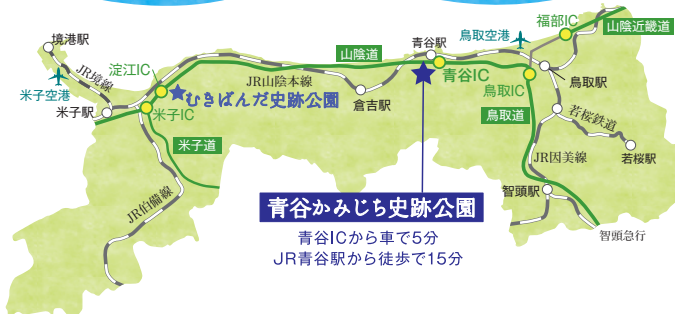 福部IC
境港駅
青谷駅
鳥取空港
山陰近畿道
山陰道
淀江IC
JR境線
JR山陰本線
青谷IC
鳥取駅
米子空港
むきばんだ史跡公園
倉吉駅
鳥取IC
米子駅
米子IC
鳥取道
若桜鉄道
米子道
JR因美線
若桜駅
JR伯備線
智頭駅
青谷かみじち史跡公園
智頭急行
青谷ICから車で5分
JR青谷駅から徒歩で15分